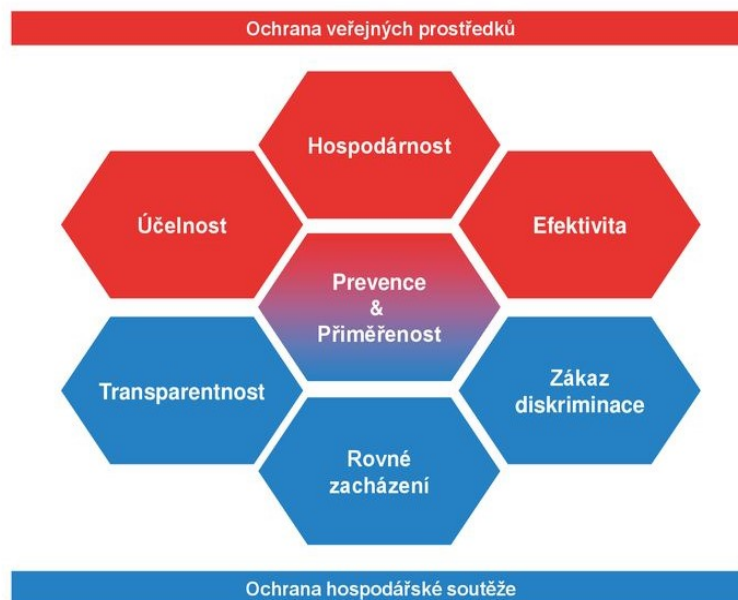 Ochrana veřejných prostředků
Hospodárnost
Účelnost
Efektivita
Prevence
&
Přiměřenost
Transparentnost
Zákaz
diskriminace
Rovné
zacházení
Ochrana hospodářské soutěže